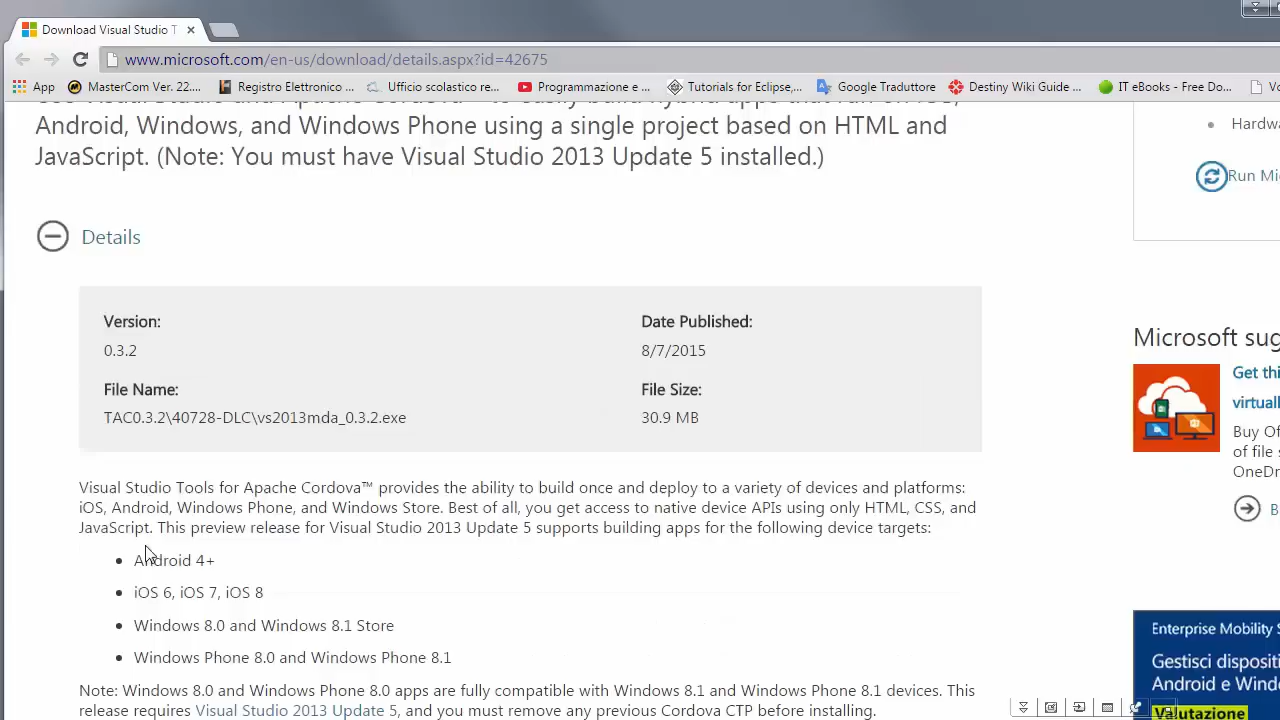 Download Visual Studio T
www.microsoft.com/en-us/download/details.aspx?id=42675
App MasterCom Ver. 22.... Registro Elettronico ... Ufficio scolastico re... Programmazione e ... Tutorials for Eclipse,... Google Traduttore Destiny Wiki Guide ... IT eBooks - Free Do...
Android, Windows, and Windows Phone using a single project based on HTML and
JavaScript. (Note: You must have Visual Studio 2013 Update 5 installed.)
Hardwa
Run Mi
Details
Version:
0.3.2
Date Published:
8/7/2015
File Name:
TAC0.3.2\40728-DLC\vs2013mda_0.3.2.exe
File Size:
30.9 MB
Visual Studio Tools for Apache Cordova™ provides the ability to build once and deploy to a variety of devices and platforms:
iOS, Android, Windows Phone, and Windows Store. Best of all, you get access to native device APIs using only HTML, CSS, and
JavaScript. This preview release for Visual Studio 2013 Update 5 supports building apps for the following device targets:
Android 4+
iOS 6, iOS 7, iOS 8
Windows 8.0 and Windows 8.1 Store
Windows Phone 8.0 and Windows Phone 8.1
Note: Windows 8.0 and Windows Phone 8.0 apps are fully compatible with Windows 8.1 and Windows Phone 8.1 devices. This
release requires Visual Studio 2013 Update 5, and you must remove any previous Cordova CTP before installing.
Microsoft sug
Get thi
virtuall
Buy Of
of file s
OneDr
B
Enterprise Mobility S
Gestisci dispositi
Android e Windo
Valutazione